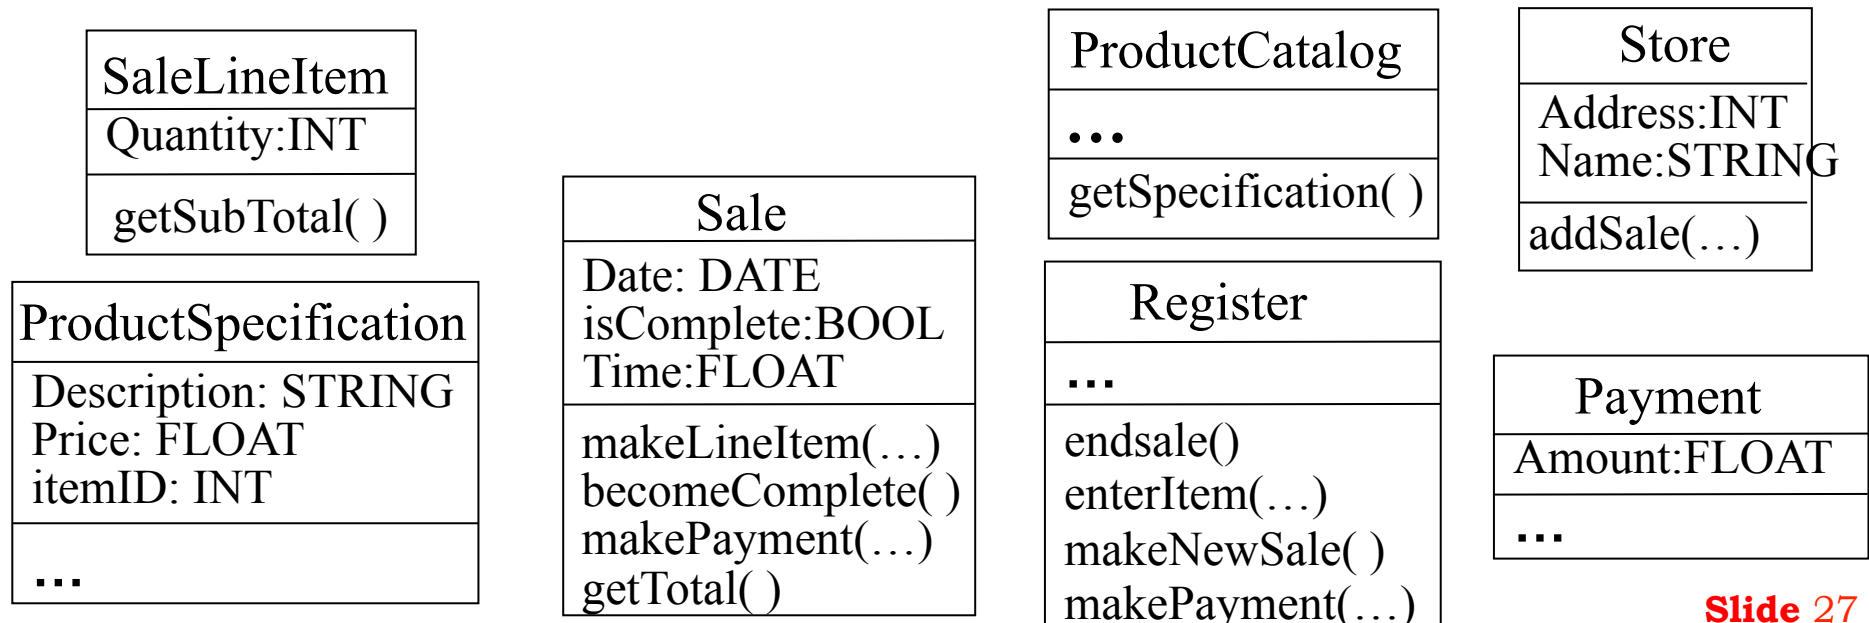 SaleLineItem
Quantity:INT
getSubTotal( )
ProductSpecification
Description: STRING
Price: FLOAT
itemID: INT
...
Sale
Date: DATE
isComplete:BOOL
Time:FLOAT
makeLineItem(…)
becomeComplete( )
makePayment(…)
getTotal( )
ProductCatalog
...
getSpecification( )
Register
...
endsale()
enterItem(…)
makeNewSale( )
makePayment(…)
Store
Address:INT
Name:STRING
addSale(…)
Payment
Amount:FLOAT
...
Slide 27